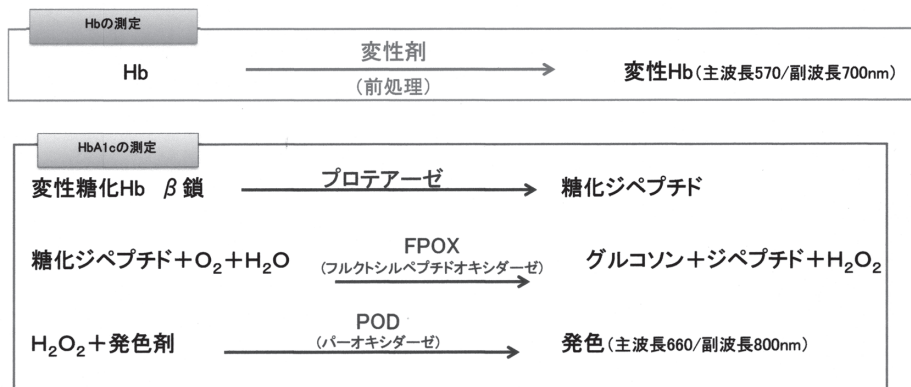 Hbの測定
変性剤
Hb 変性Hb(主波長570/副波長700nm)
(前処理)
HbA1cの測定
プロテアーゼ
変性糖化Hb β鎖 糖化ジペプチド
FPOX
糖化ジペプチド+O₂+H₂O (フルクトシルペプチドオキシダーゼ) グルコソン+ジペプチド+H₂O₂
POD
H₂O₂+発色剤 (パーオキシダーゼ) 発色(主波長660/副波長800nm)